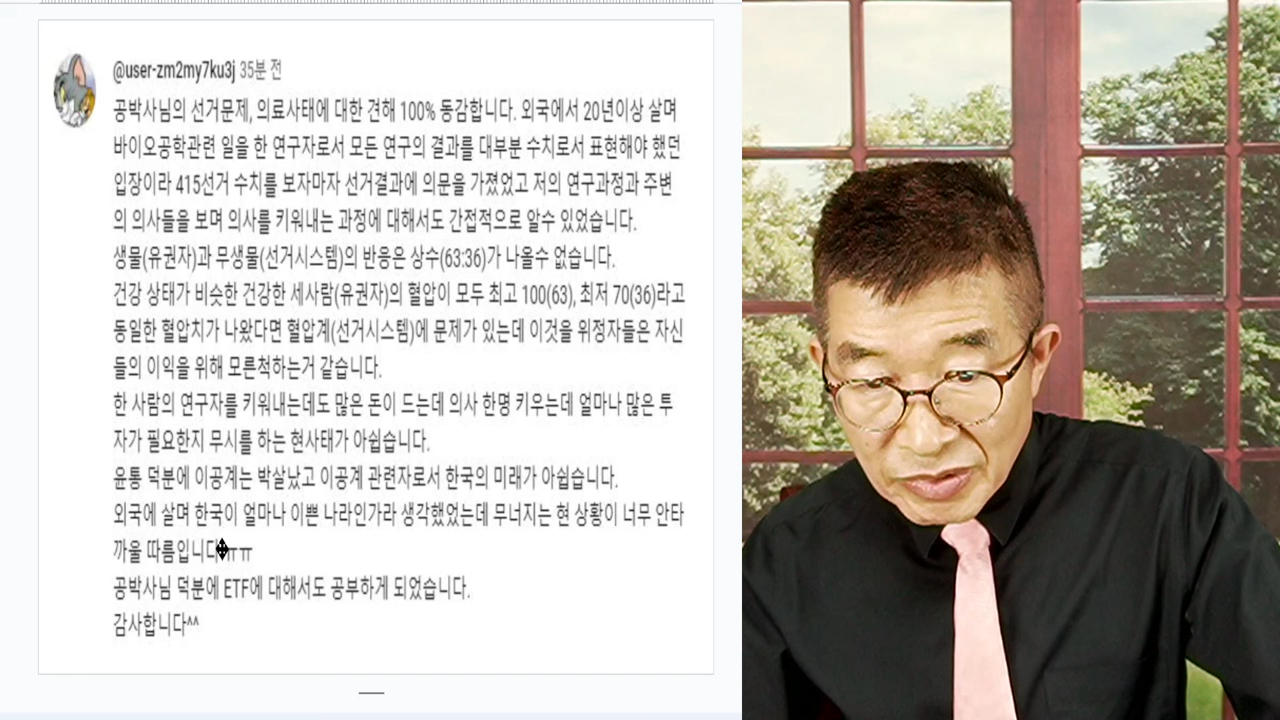 @user-zm2my7ku3j 35분 전
공박사님의 선거문제, 의료사태에 대한 견해 100% 동감합니다. 외국에서 20년이상 살며
바이오공학관련 일을 한 연구자로서 모든 연구의 결과를 대부분 수치로서 표현해야 했던
입장이라 415선거 수치를 보자마자 선거결과에 의문을 가졌었고 저의 연구과정과 주변
의 의사들을 보며 의사를 키워내는 과정에 대해서도 간접적으로 알수 있었습니다.
생물(유권자)과 무생물(선거시스템)의 반응은 상수(63:36)가 나올수 없습니다.
건강 상태가 비슷한 건강한 세사람(유권자)의 혈압이 모두 최고 100(63), 최저 70(36)라고
동일한 혈압치가 나왔다면 혈압계(선거시스템)에 문제가 있는데 이것을 위정자들은 자신
들의 이익을 위해 모른척하는거 같습니다.
한 사람의 연구자를 키워내는데도 많은 돈이 드는데 의사 한명 키우는데 얼마나 많은 투
자가 필요한지 무시를 하는 현사태가 아쉽습니다.
윤통 덕분에 이공계는 박살났고 이공계 관련자로서 한국의 미래가 아쉽습니다.
외국에 살며 한국이 얼마나 이쁜 나라인가라 생각했었는데 무너지는 현 상황이 너무 안타
까울 따름입니다ㅠㅠ
공박사님 덕분에 ETF에 대해서도 공부하게 되었습니다.
감사합니다^^